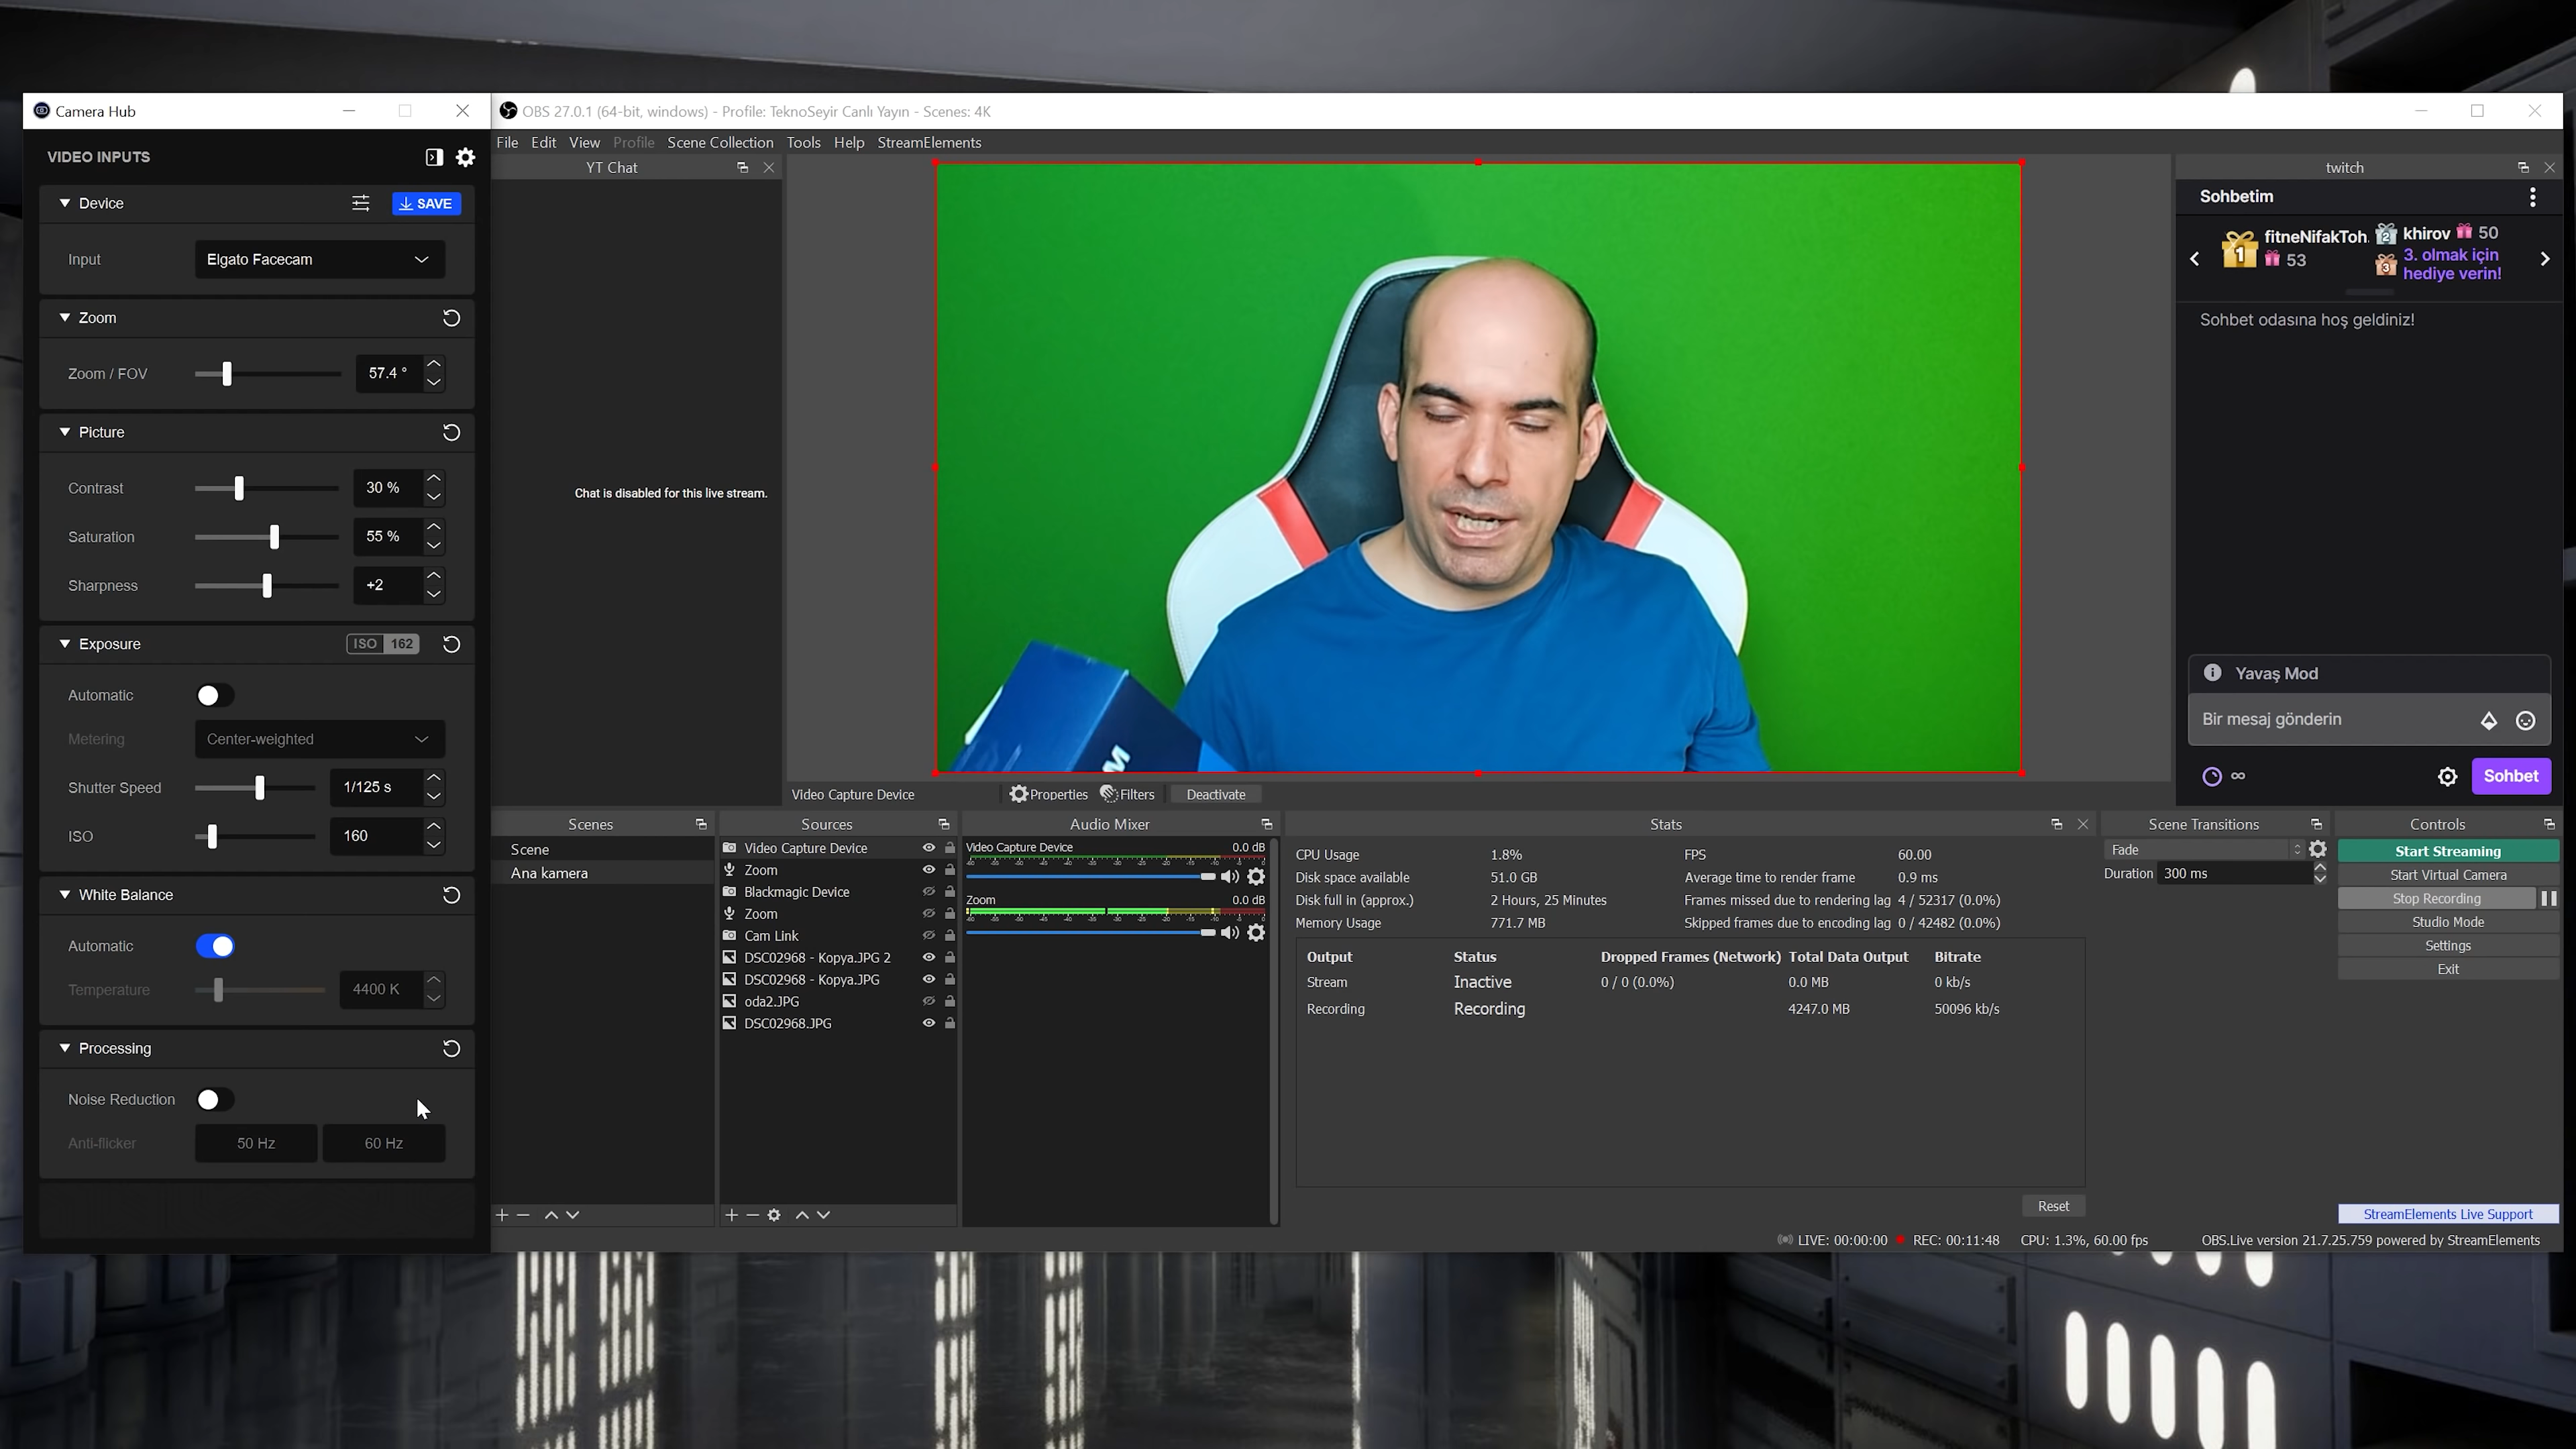 Camera Hub
VIDEO INPUTS
Device
SAVE
Input
Elgato Facecam
Zoom
Zoom / FOV
57.4 °
Picture
Contrast
30 %
Saturation
55 %
Sharpness
+2
Exposure
ISO 162
Automatic
Metering
Center-weighted
Shutter Speed
1/125 s
ISO
160
White Balance
Automatic
Temperature
4400 K
Processing
Noise Reduction
Anti-flicker
50 Hz
60 Hz
OBS 27.0.1 (64-bit, windows) - Profile: TeknoSeyir Canlı Yayın - Scenes: 4K
File Edit View Profile Scene Collection Tools Help StreamElements
YT Chat
Chat is disabled for this live stream.
M
twitch
Sohbetim
1 fitneNifakToh.
53
2 khirov 50
3 3. olmak için
hediye verin!
Sohbet odasına hoş geldiniz!
Yavaş Mod
Bir mesaj gönderin
∞
Sohbet
Video Capture Device
Properties
Filters
Deactivate
Scenes
Scene
Ana kamera
Sources
Video Capture Device
Zoom
Blackmagic Device
Zoom
Cam Link
DSC02968 - Kopya.JPG 2
DSC02968 - Kopya.JPG
oda2.JPG
DSC02968.JPG
Audio Mixer
Video Capture Device 0.0 dB
Zoom 0.0 dB
Stats
CPU Usage 1.8%
Disk space available 51.0 GB
Disk full in (approx.) 2 Hours, 25 Minutes
Memory Usage 771.7 MB
FPS 60.00
Average time to render frame 0.9 ms
Frames missed due to rendering lag 4 / 52317 (0.0%)
Skipped frames due to encoding lag 0 / 42482 (0.0%)
Output Status Dropped Frames (Network) Total Data Output Bitrate
Stream Inactive 0 / 0 (0.0%) 0.0 MB 0 kb/s
Recording Recording 4247.0 MB 50096 kb/s
Reset
Scene Transitions
Fade
Duration 300 ms
Controls
Start Streaming
Start Virtual Camera
Stop Recording
Studio Mode
Settings
Exit
StreamElements Live Support
LIVE: 00:00:00 REC: 00:11:48 CPU: 1.3%, 60.00 fps
OBS.Live version 21.7.25.759 powered by StreamElements